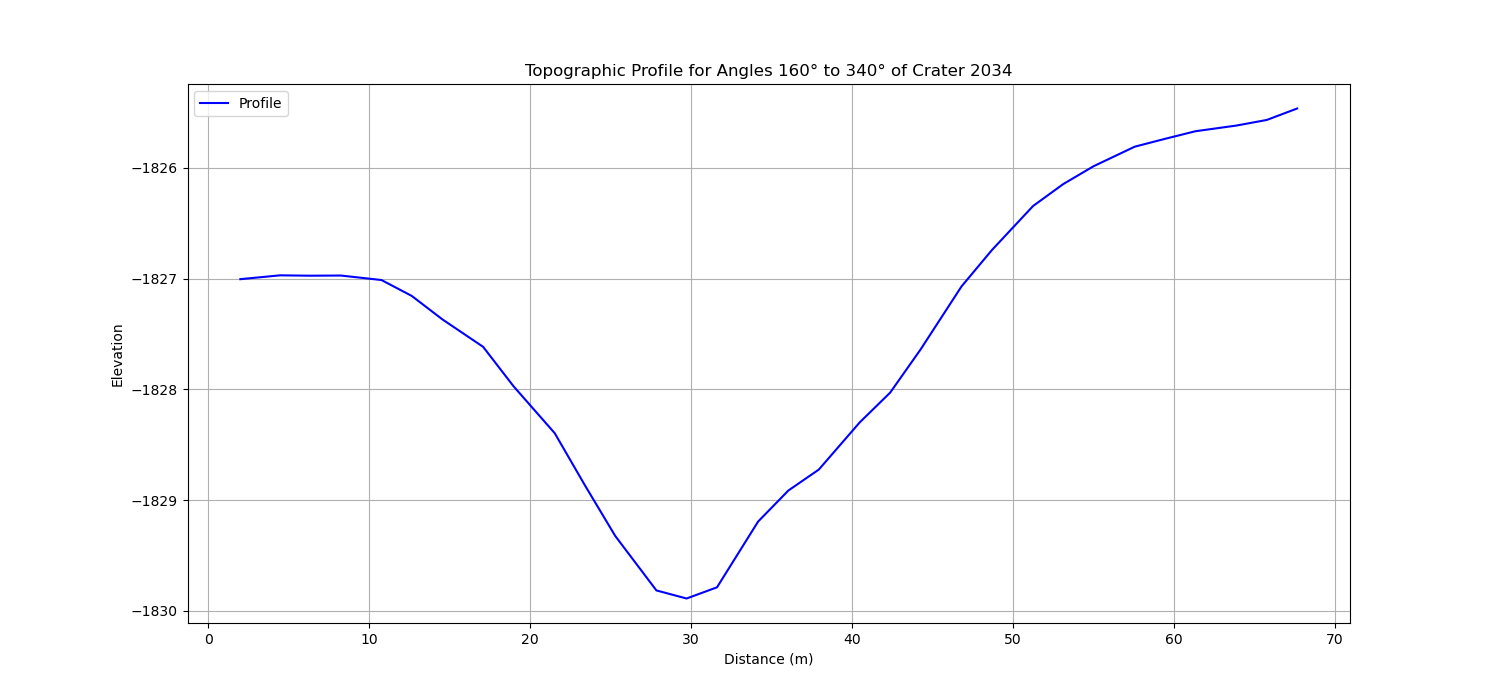 Topographic Profile for Angles 160° to 340° of Crater 2034
Profile
−1826
−1827
−1828
−1829
−1830
Elevation
0 10 20 30 40 50 60 70
Distance (m)